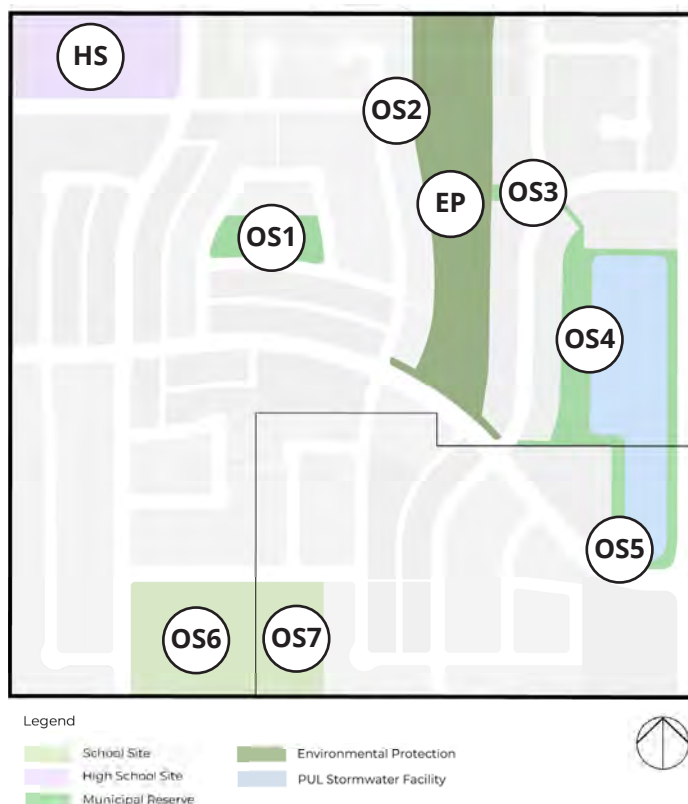 HS
OS2
EP
OS3
OS1
OS4
OS5
OS6
OS7
Legend
School Site
High School Site
Municipal Reserve
Environmental Protection
PUL Stormwater Facility